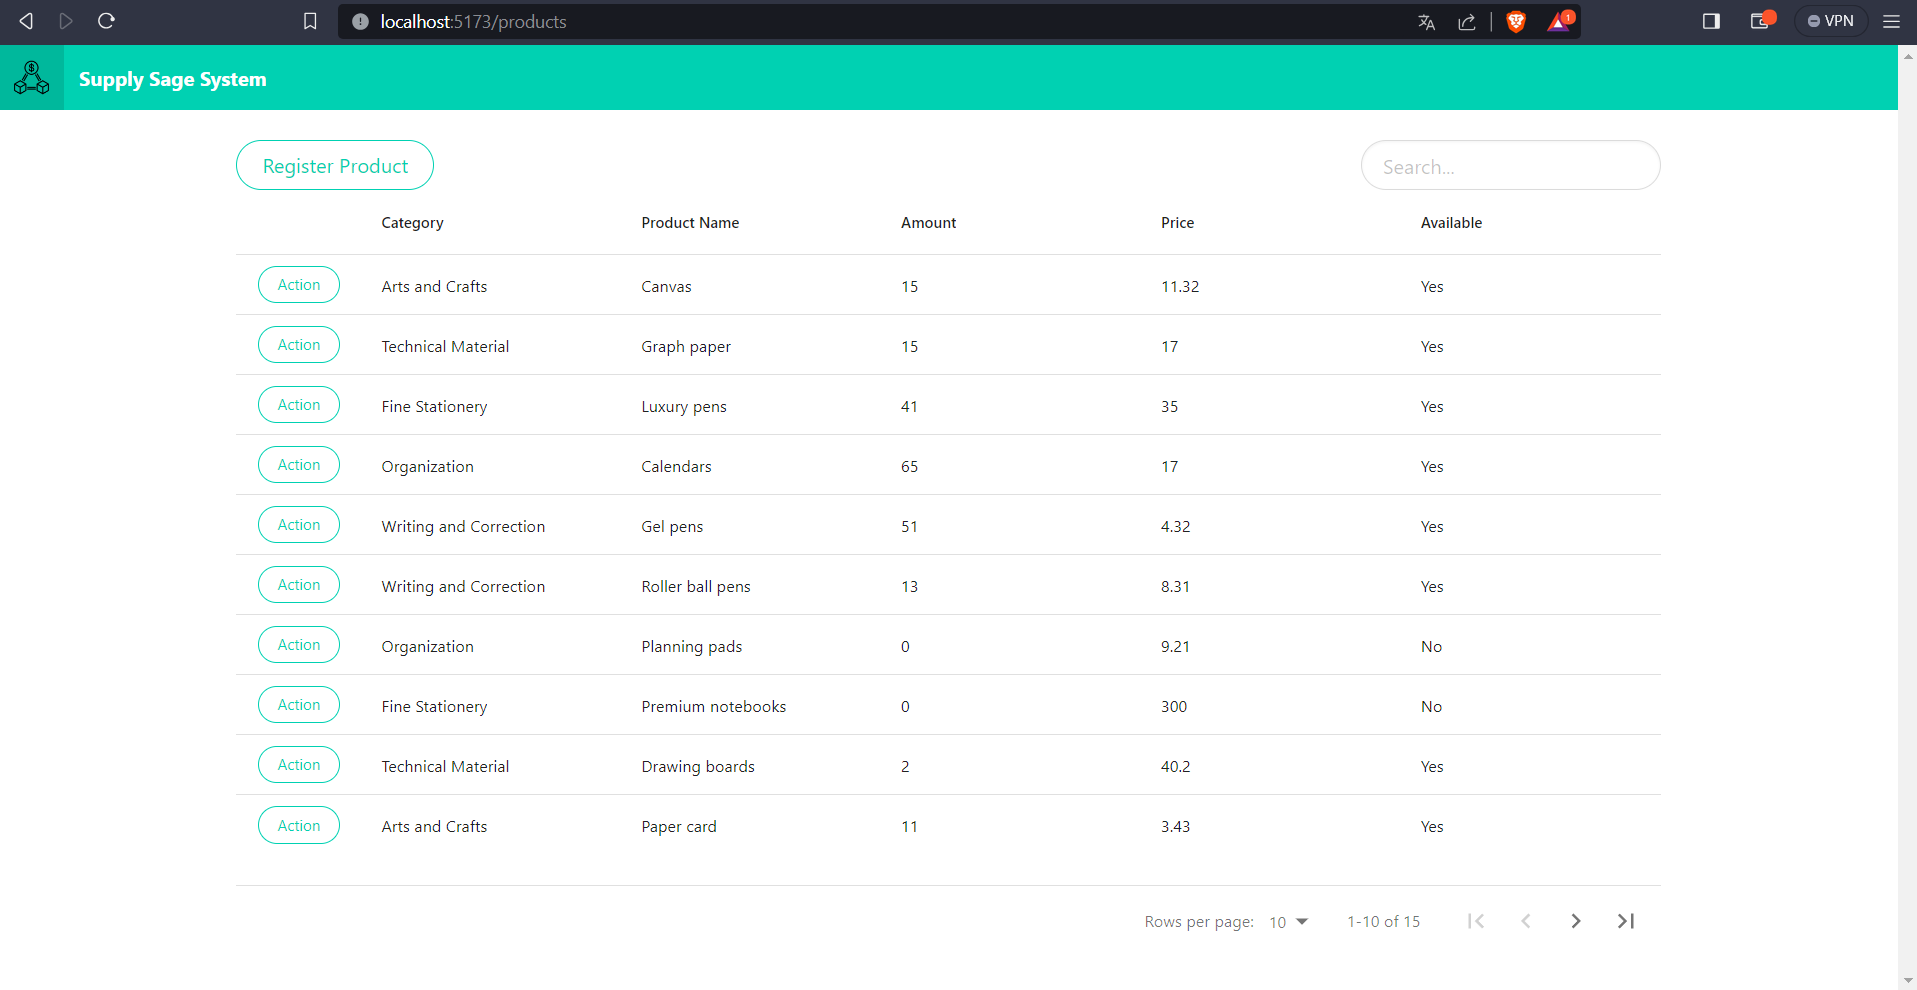 localhost:5173/products
1
VPN
$
Supply Sage System
Register Product
Search...
Category Product Name Amount Price Available
Action Arts and Crafts Canvas 15 11.32 Yes
Action Technical Material Graph paper 15 17 Yes
Action Fine Stationery Luxury pens 41 35 Yes
Action Organization Calendars 65 17 Yes
Action Writing and Correction Gel pens 51 4.32 Yes
Action Writing and Correction Roller ball pens 13 8.31 Yes
Action Organization Planning pads 0 9.21 No
Action Fine Stationery Premium notebooks 0 300 No
Action Technical Material Drawing boards 2 40.2 Yes
Action Arts and Crafts Paper card 11 3.43 Yes
Rows per page: 10 1-10 of 15